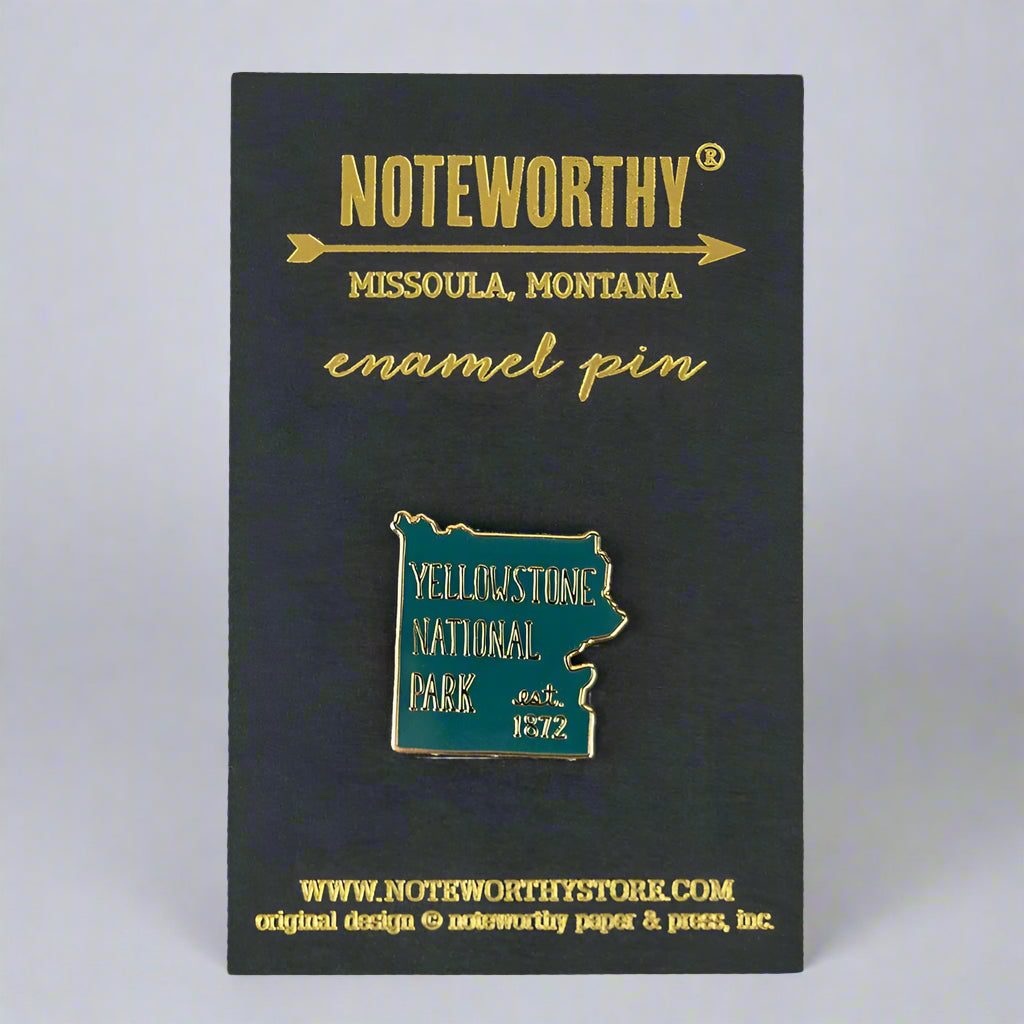 NOTEWORTHY®
MISSOULA, MONTANA
enamel pin
YELLOWSTONE
NATIONAL
PARK
est.
1872
WWW.NOTEWORTHYSTORE.COM
original design © noteworthy paper & press, inc.